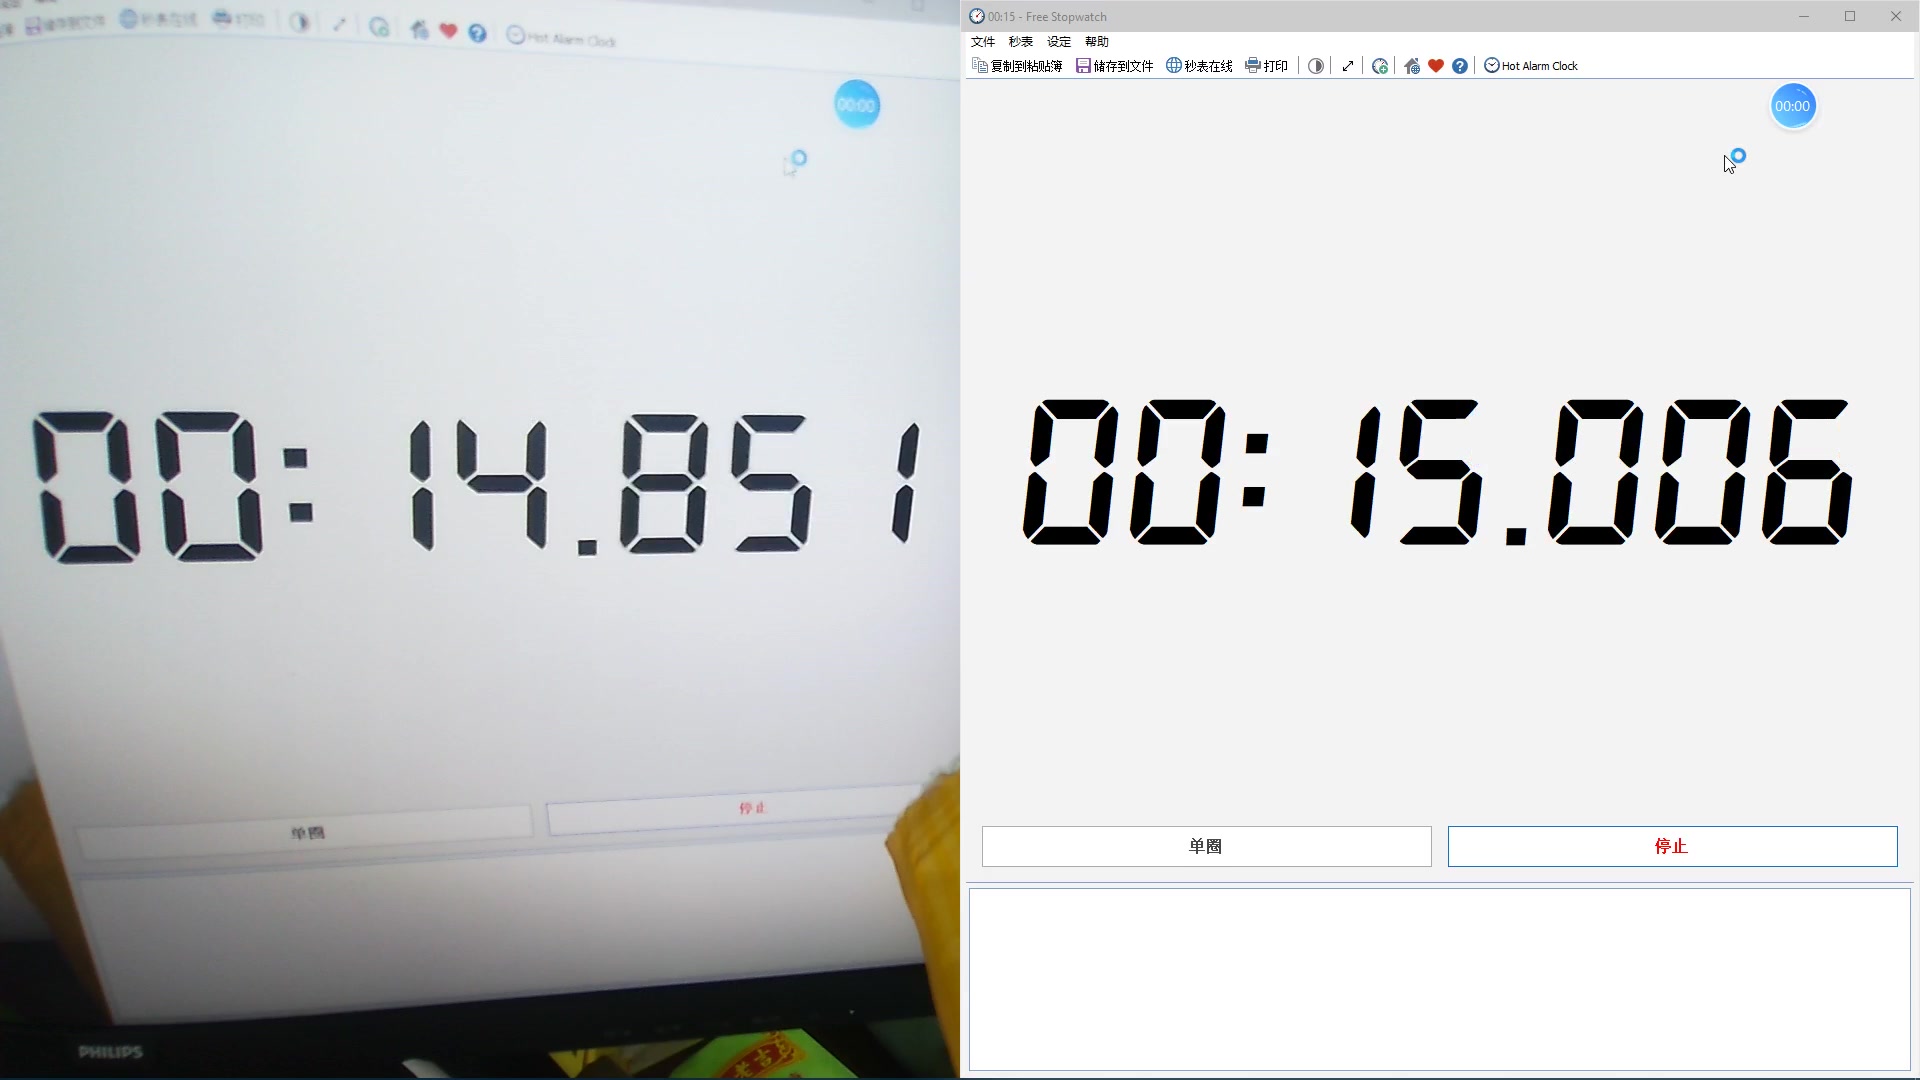 储存到文件 秒表在线 打印 Hot Alarm Clock
00:00
00:14.851
单圈 停止
PHILIPS
吉
00:15 - Free Stopwatch
文件 秒表 设定 帮助
复制到粘贴簿 储存到文件 秒表在线 打印 Hot Alarm Clock
00:00
00:15.006
单圈 停止